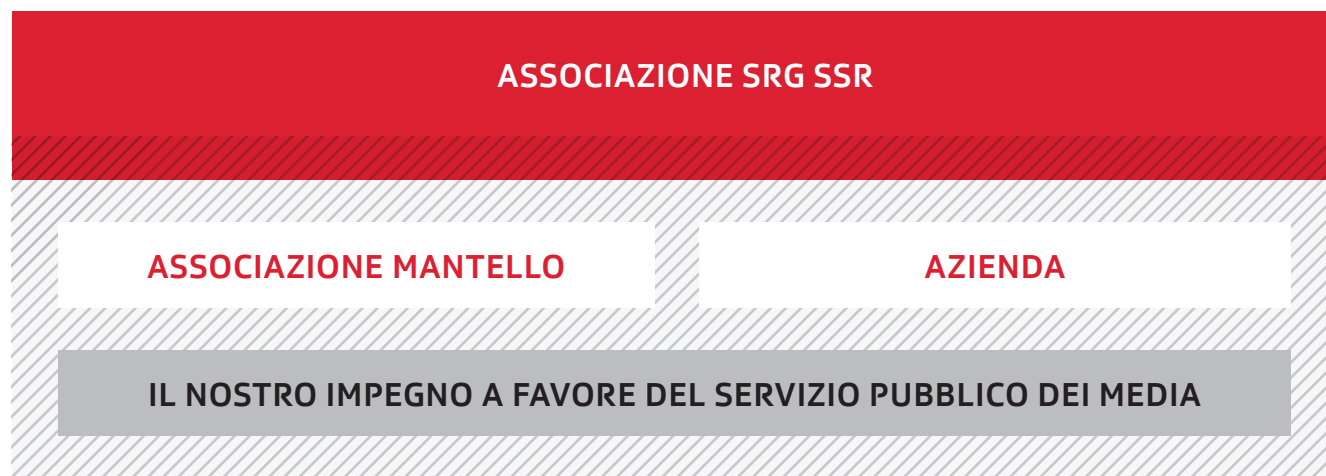 ASSOCIAZIONE SRG SSR
ASSOCIAZIONE MANTELLO
AZIENDA
IL NOSTRO IMPEGNO A FAVORE DEL SERVIZIO PUBBLICO DEI MEDIA